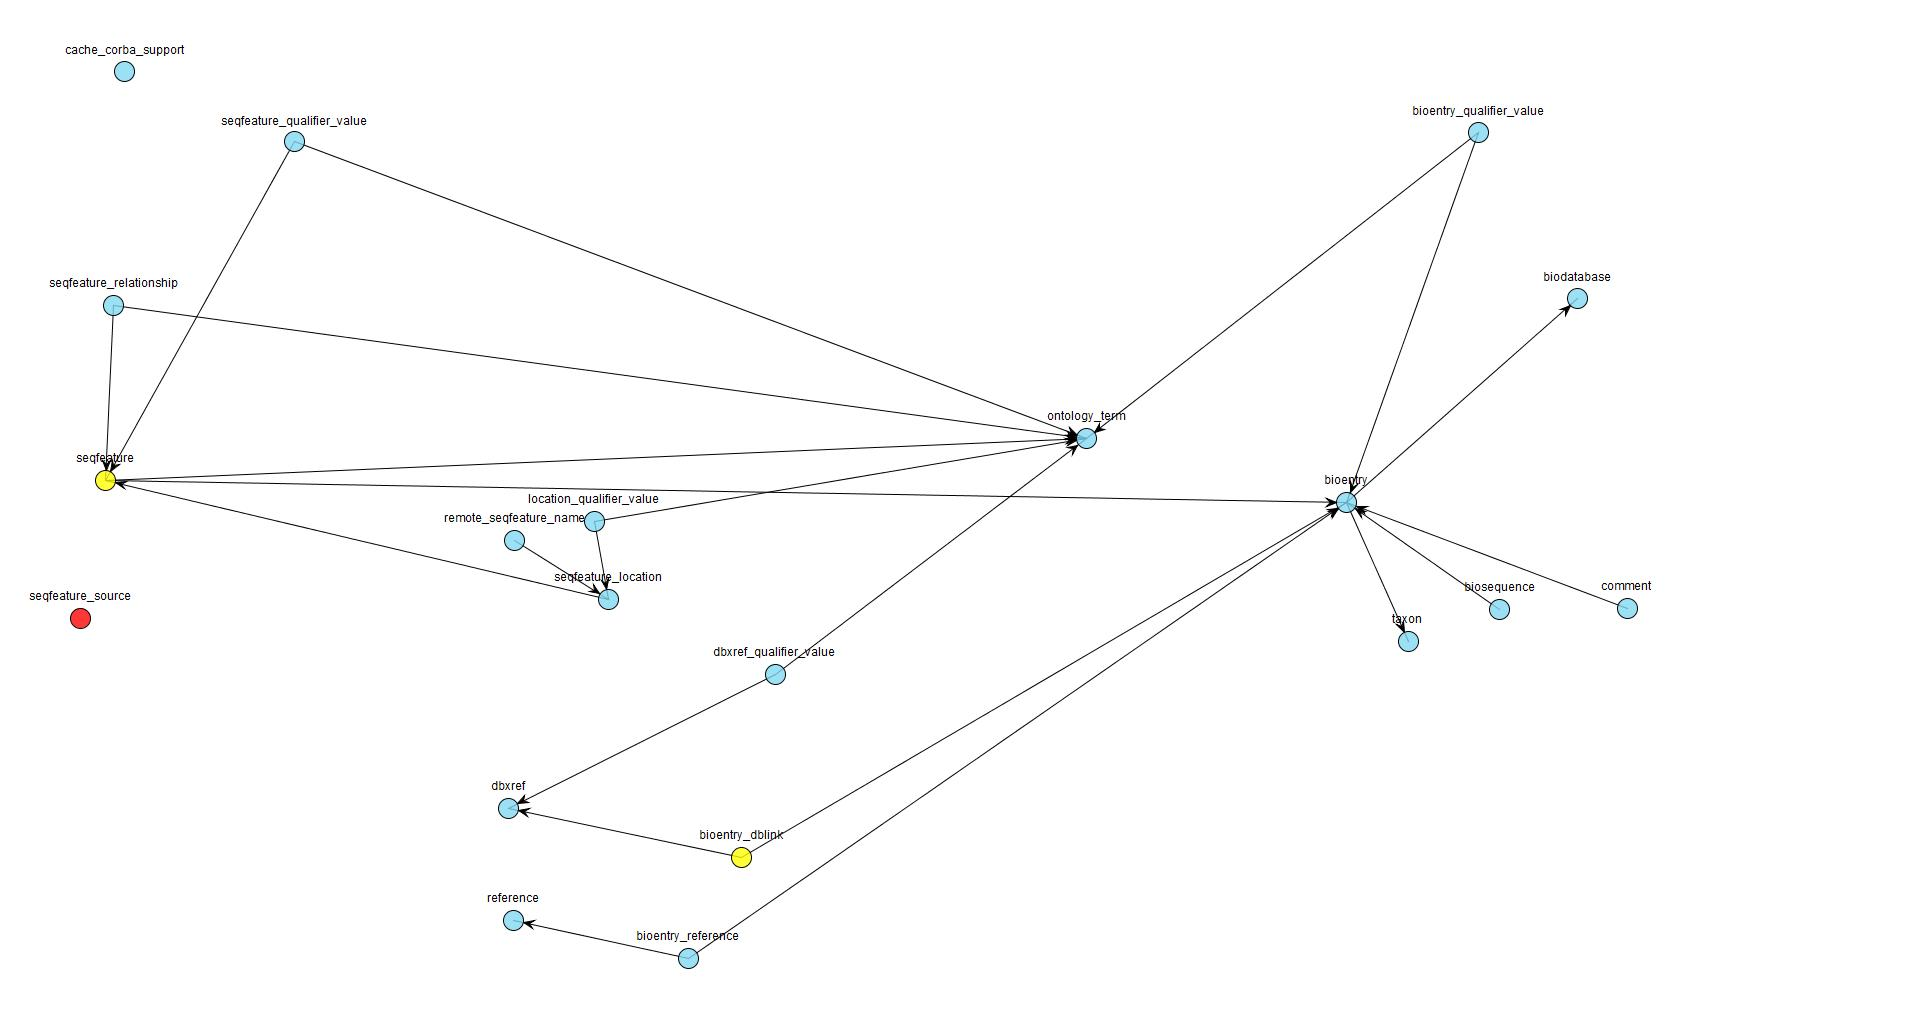 cache_corba_support
bioentry_qualifier_value
seqfeature_qualifier_value
biodatabase
seqfeature_relationship
ontology_term
seqfeature
bioentry
location_qualifier_value
remote_seqfeature_name
seqfeature_location
comment
biosequence
seqfeature_source
taxon
dbxref_qualifier_value
dbxref
bioentry_dblink
reference
bioentry_reference